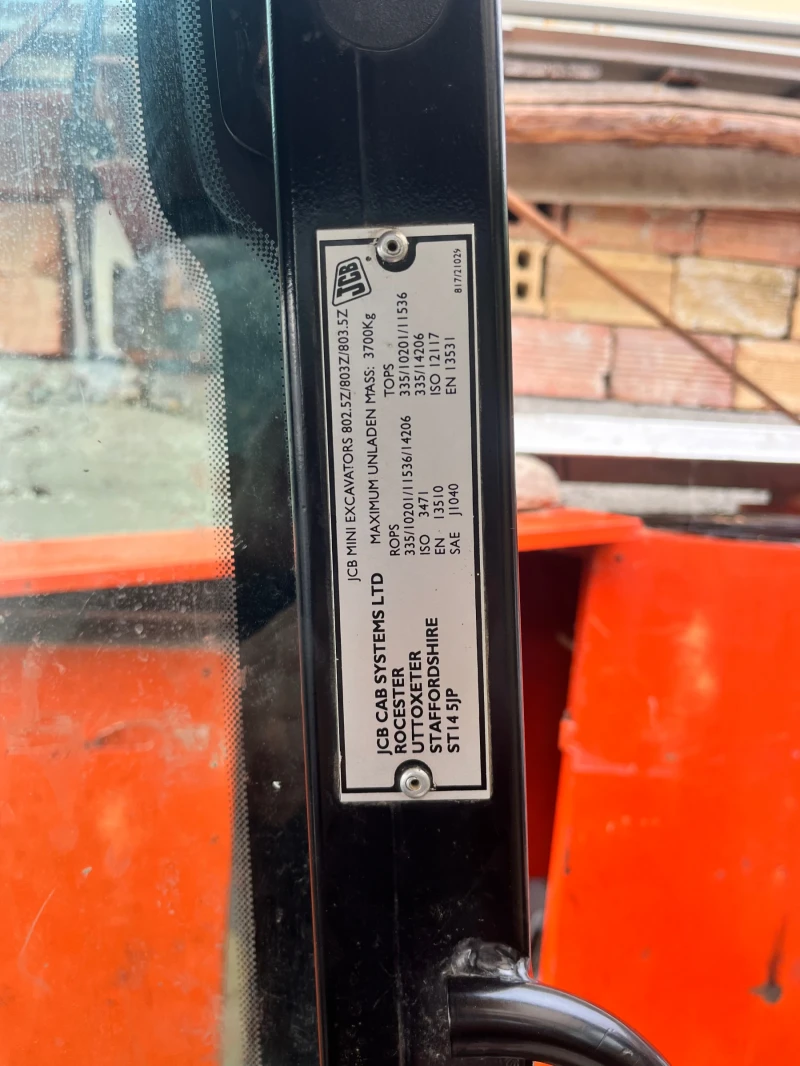 JCB
JCB MINI EXCAVATORS 802.5Z/803Z/803.5Z
MAXIMUM UNLADEN MASS: 3700Kg
JCB CAB SYSTEMS LTD
ROCESTER
UTTOXETER
STAFFORDSHIRE
ST14 5JP
ROPS
335/10201/11536/14206
ISO 3471
EN 13510
SAE J1040
TOPS
335/10201/11536
335/14206
ISO 12117
EN 13531
817/21029